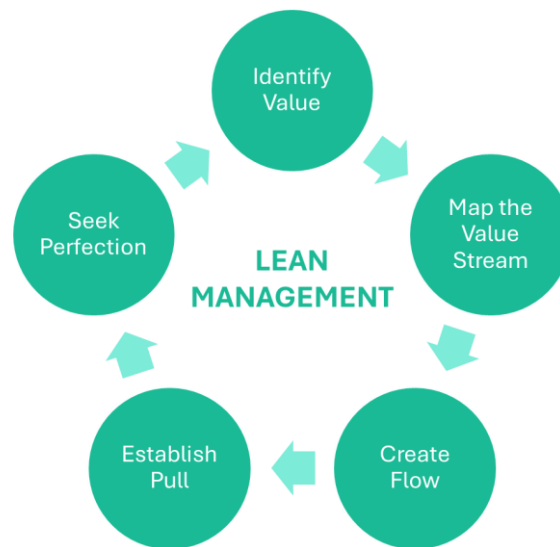 Identify
Value
Map the
Value
Stream
Create
Flow
Establish
Pull
Seek
Perfection
LEAN
MANAGEMENT